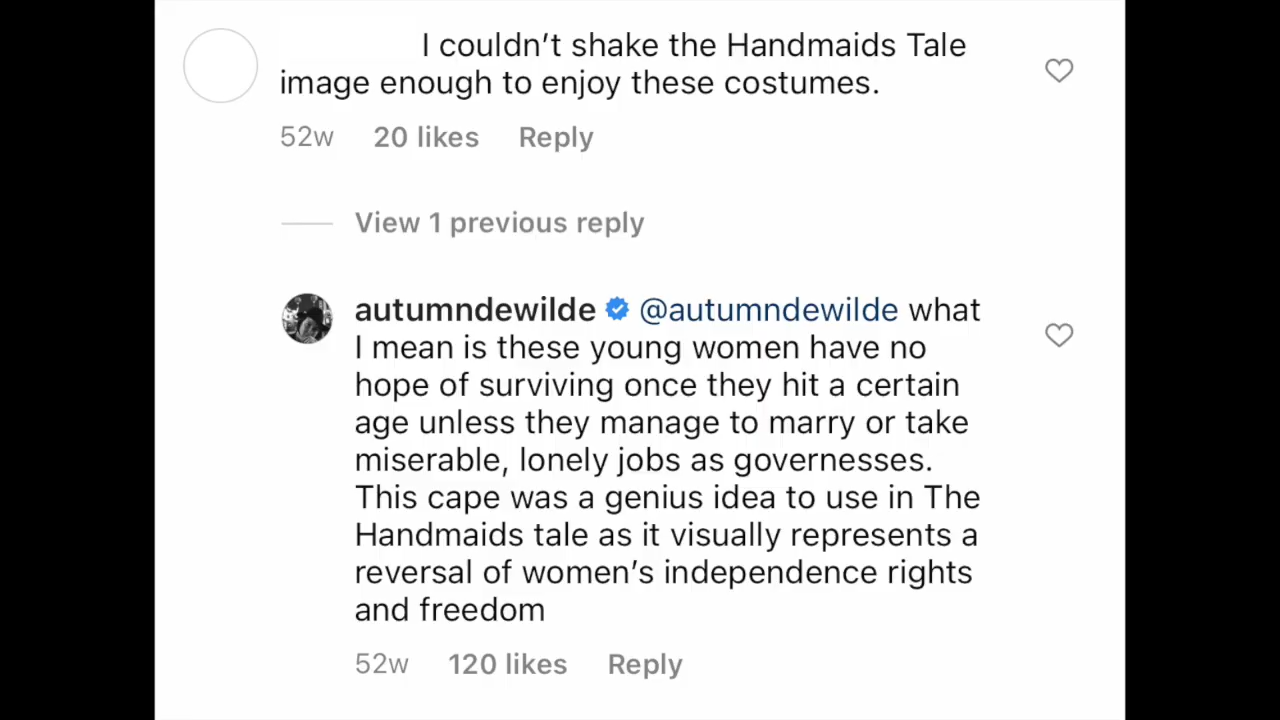 I couldn’t shake the Handmaids Tale
image enough to enjoy these costumes.
52w 20 likes Reply
View 1 previous reply
autumndewilde @autumndewilde what
I mean is these young women have no
hope of surviving once they hit a certain
age unless they manage to marry or take
miserable, lonely jobs as governesses.
This cape was a genius idea to use in The
Handmaids tale as it visually represents a
reversal of women’s independence rights
and freedom
52w 120 likes Reply